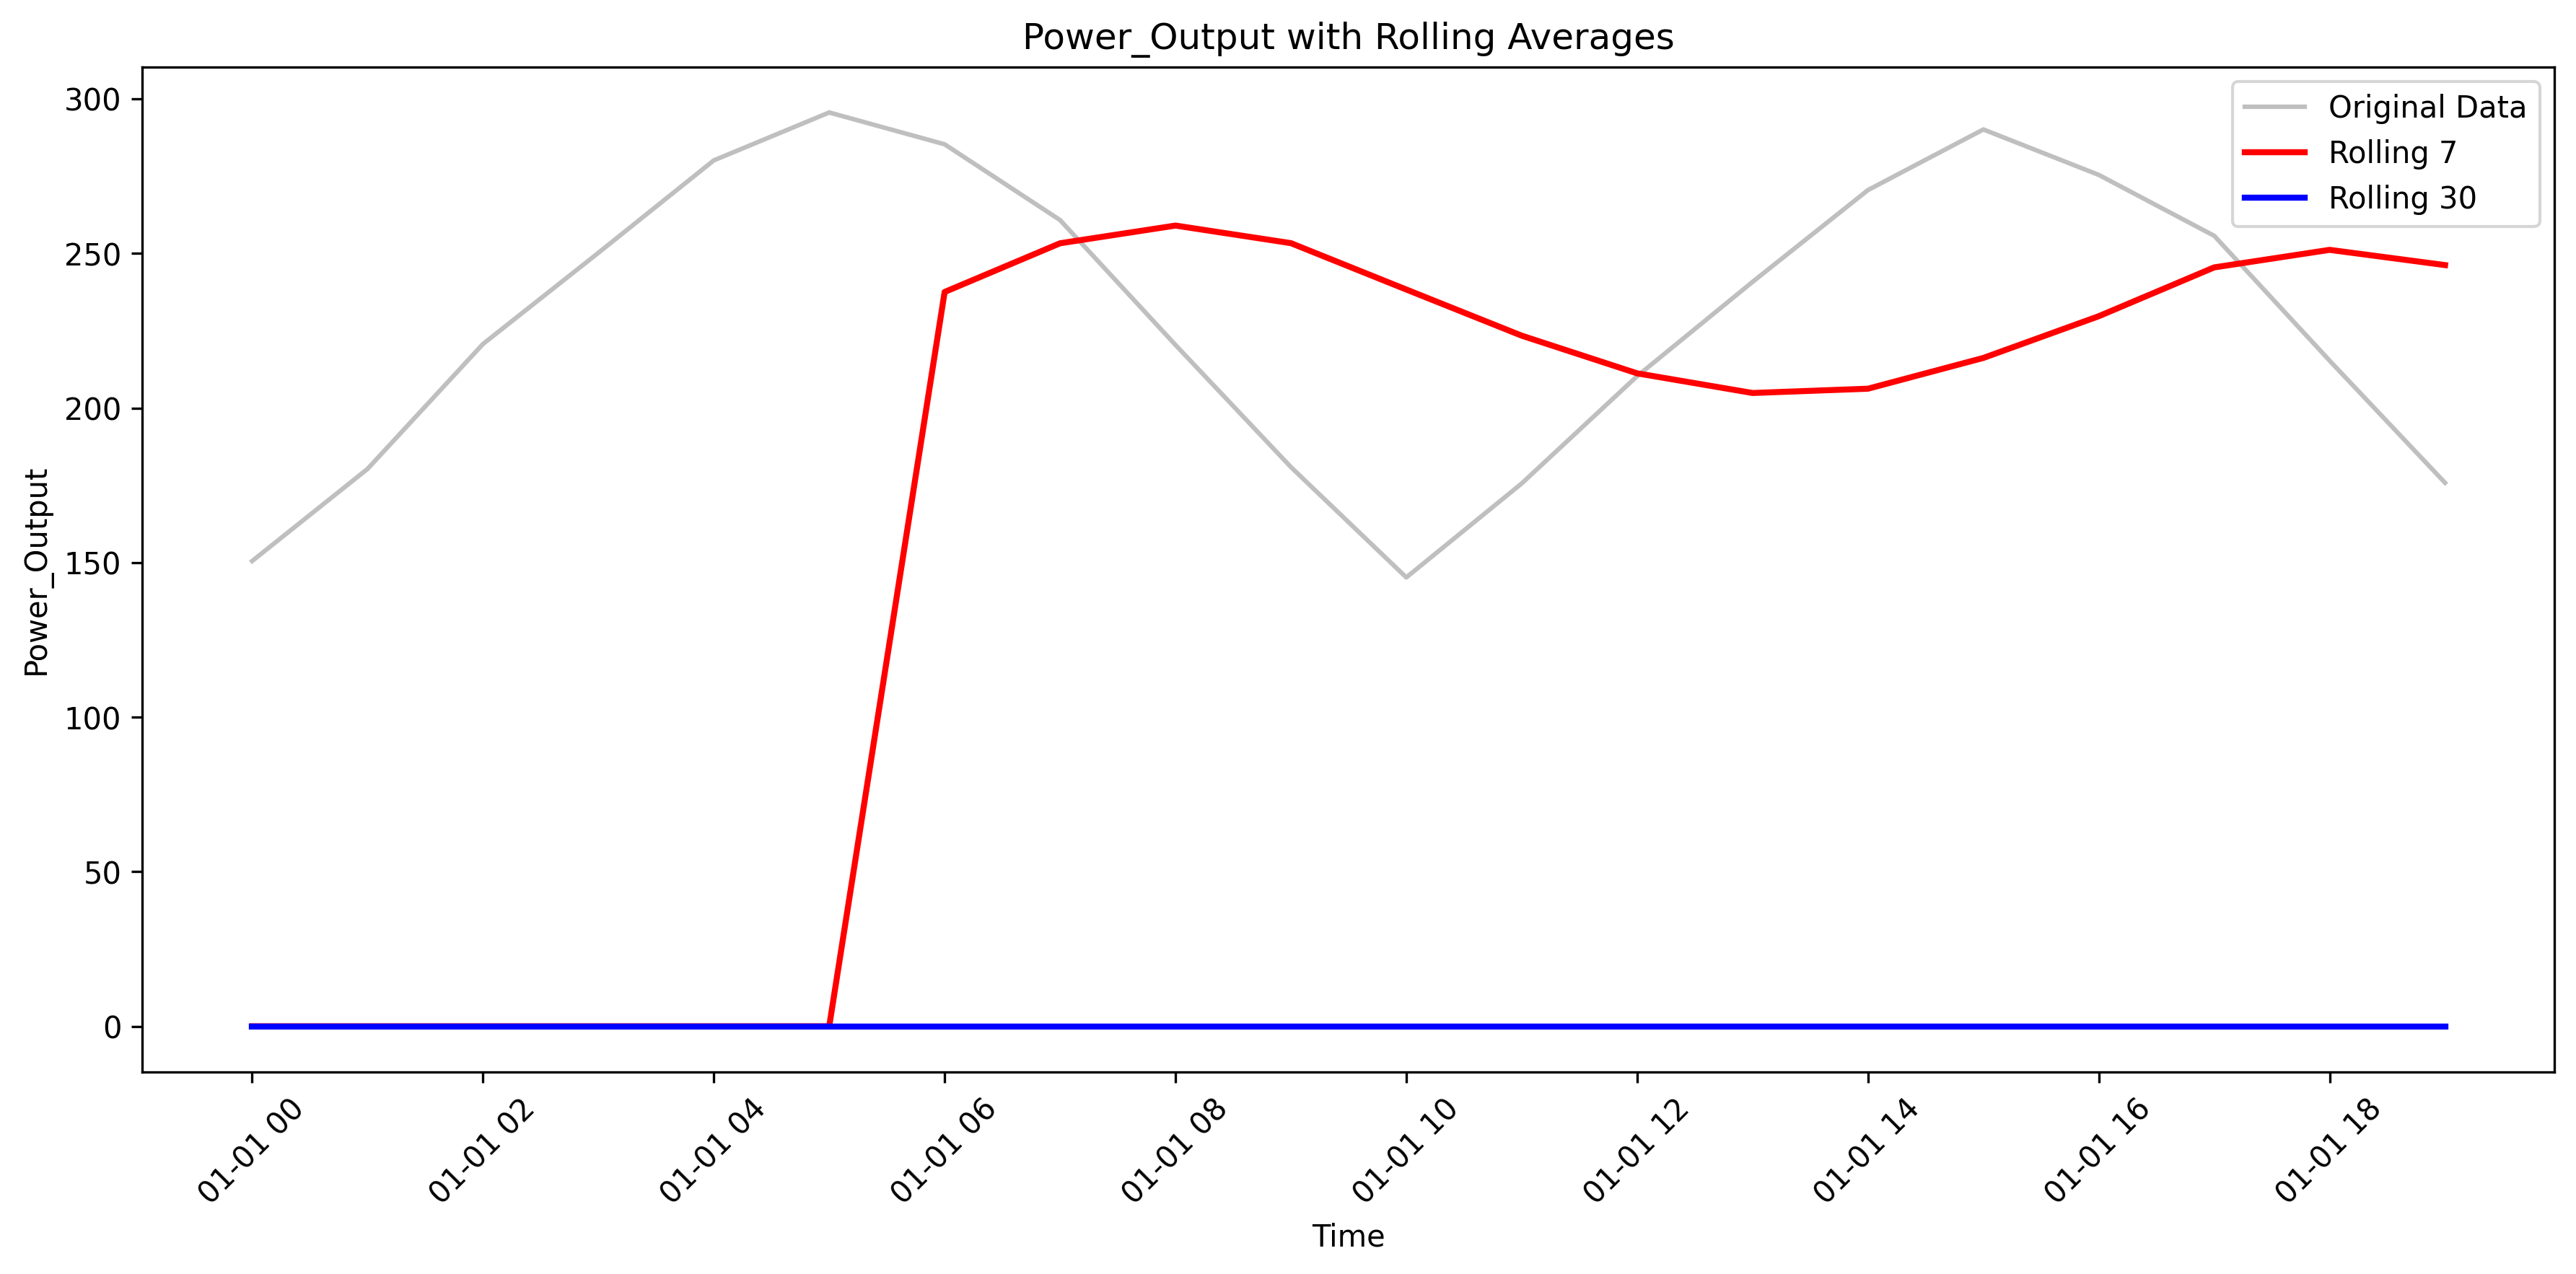 Power_Output with Rolling Averages
Original Data
Rolling 7
Rolling 30
Power_Output
300
250
200
150
100
50
0
01-01 00
01-01 02
01-01 04
01-01 06
01-01 08
01-01 10
01-01 12
01-01 14
01-01 16
01-01 18
Time